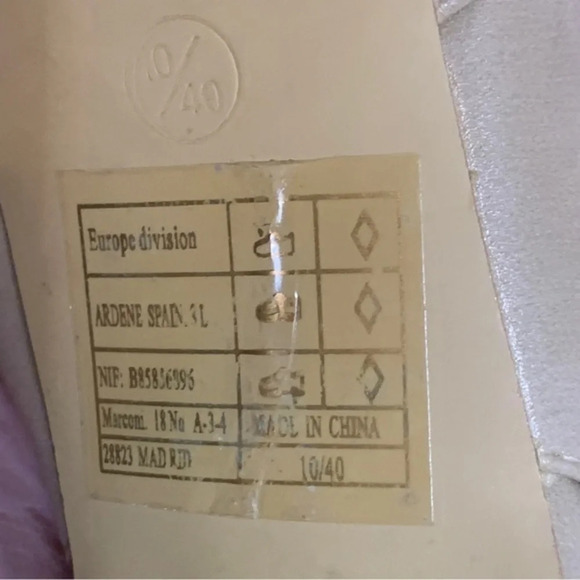 10/40
Europe division
ARDENE SPAIN. S L
NIF: B85856996
Marconi. 18 No A-3-4 MADE IN CHINA
28823 MADRID 10/40